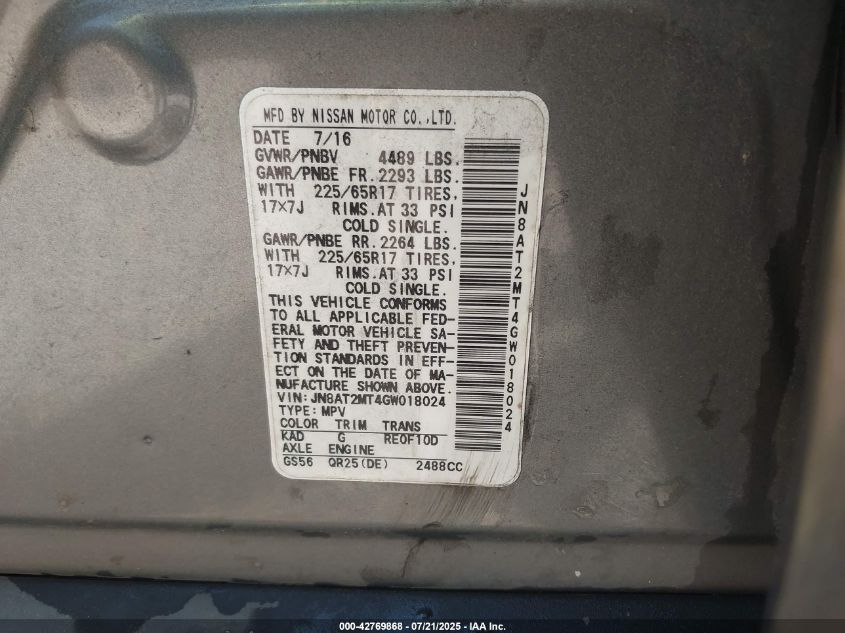 MFD BY NISSAN MOTOR CO.,LTD.
DATE 7/16
GVWR/PNBV 4489 LBS.
GAWR/PNBE FR. 2293 LBS.
WITH 225/65R17 TIRES,
17×7J RIMS.AT 33 PSI
COLD SINGLE.
GAWR/PNBE RR. 2264 LBS.
WITH 225/65R17 TIRES,
17×7J RIMS.AT 33 PSI
COLD SINGLE.
THIS VEHICLE CONFORMS
TO ALL APPLICABLE FED-
ERAL MOTOR VEHICLE SA-
FETY AND THEFT PREVEN-
TION STANDARDS IN EFF-
ECT ON THE DATE OF MA-
NUFACTURE SHOWN ABOVE.
VIN: JN8AT2MT4GW018024
TYPE: MPV
COLOR TRIM TRANS
KAD G RE0F10D
AXLE ENGINE
GS56 QR25(DE) 2488CC
JN8AT2MT4GW018024
000-42769868 - 07/21/2025 - IAA Inc.